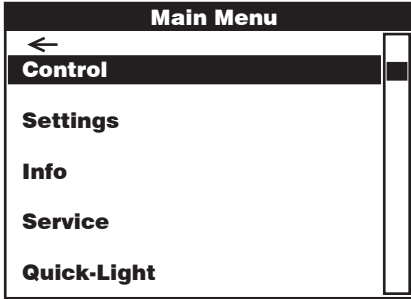 Main Menu
←
Control
Settings
Info
Service
Quick-Light